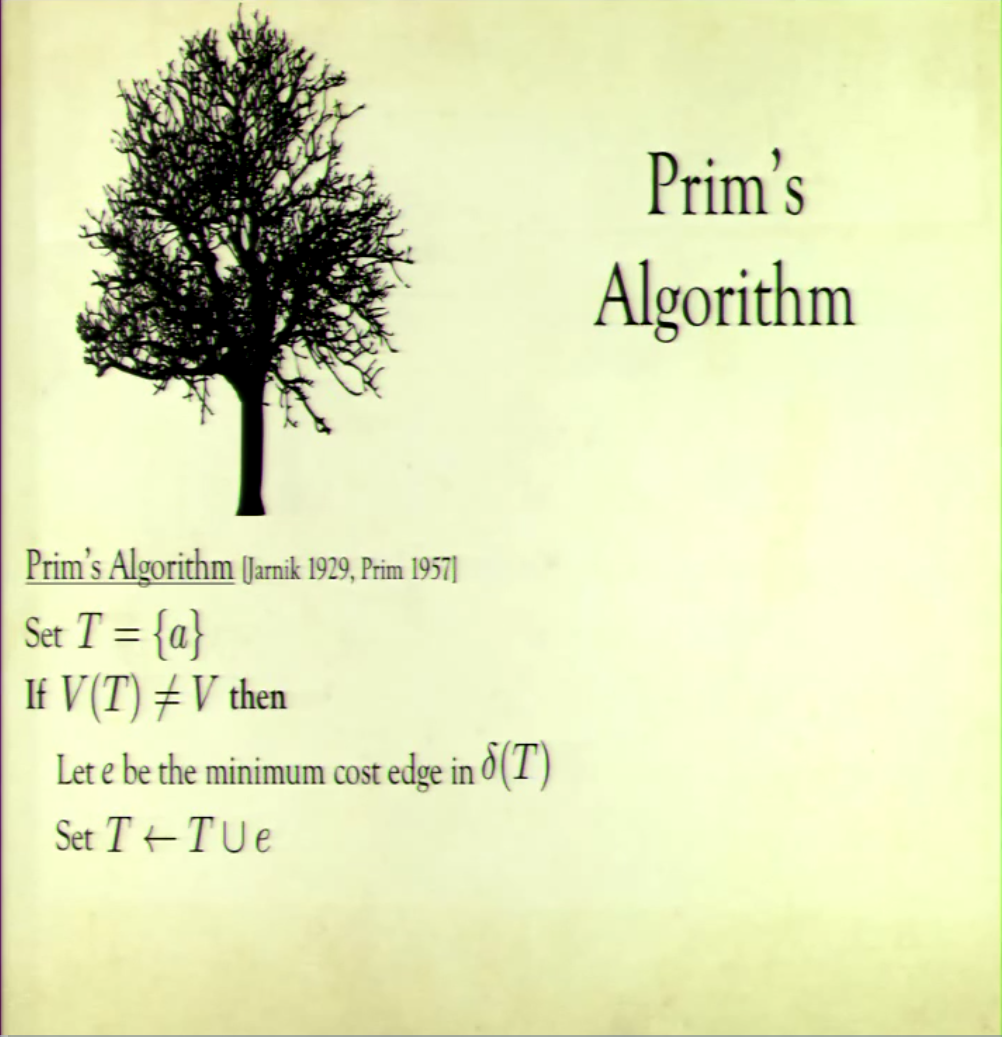 Prim's
Algorithm
Prim's Algorithm [Jarnik 1929, Prim 1957]
Set T = {a}
If V(T) ≠ V then
Let e be the minimum cost edge in δ(T)
Set T ← T ∪ e